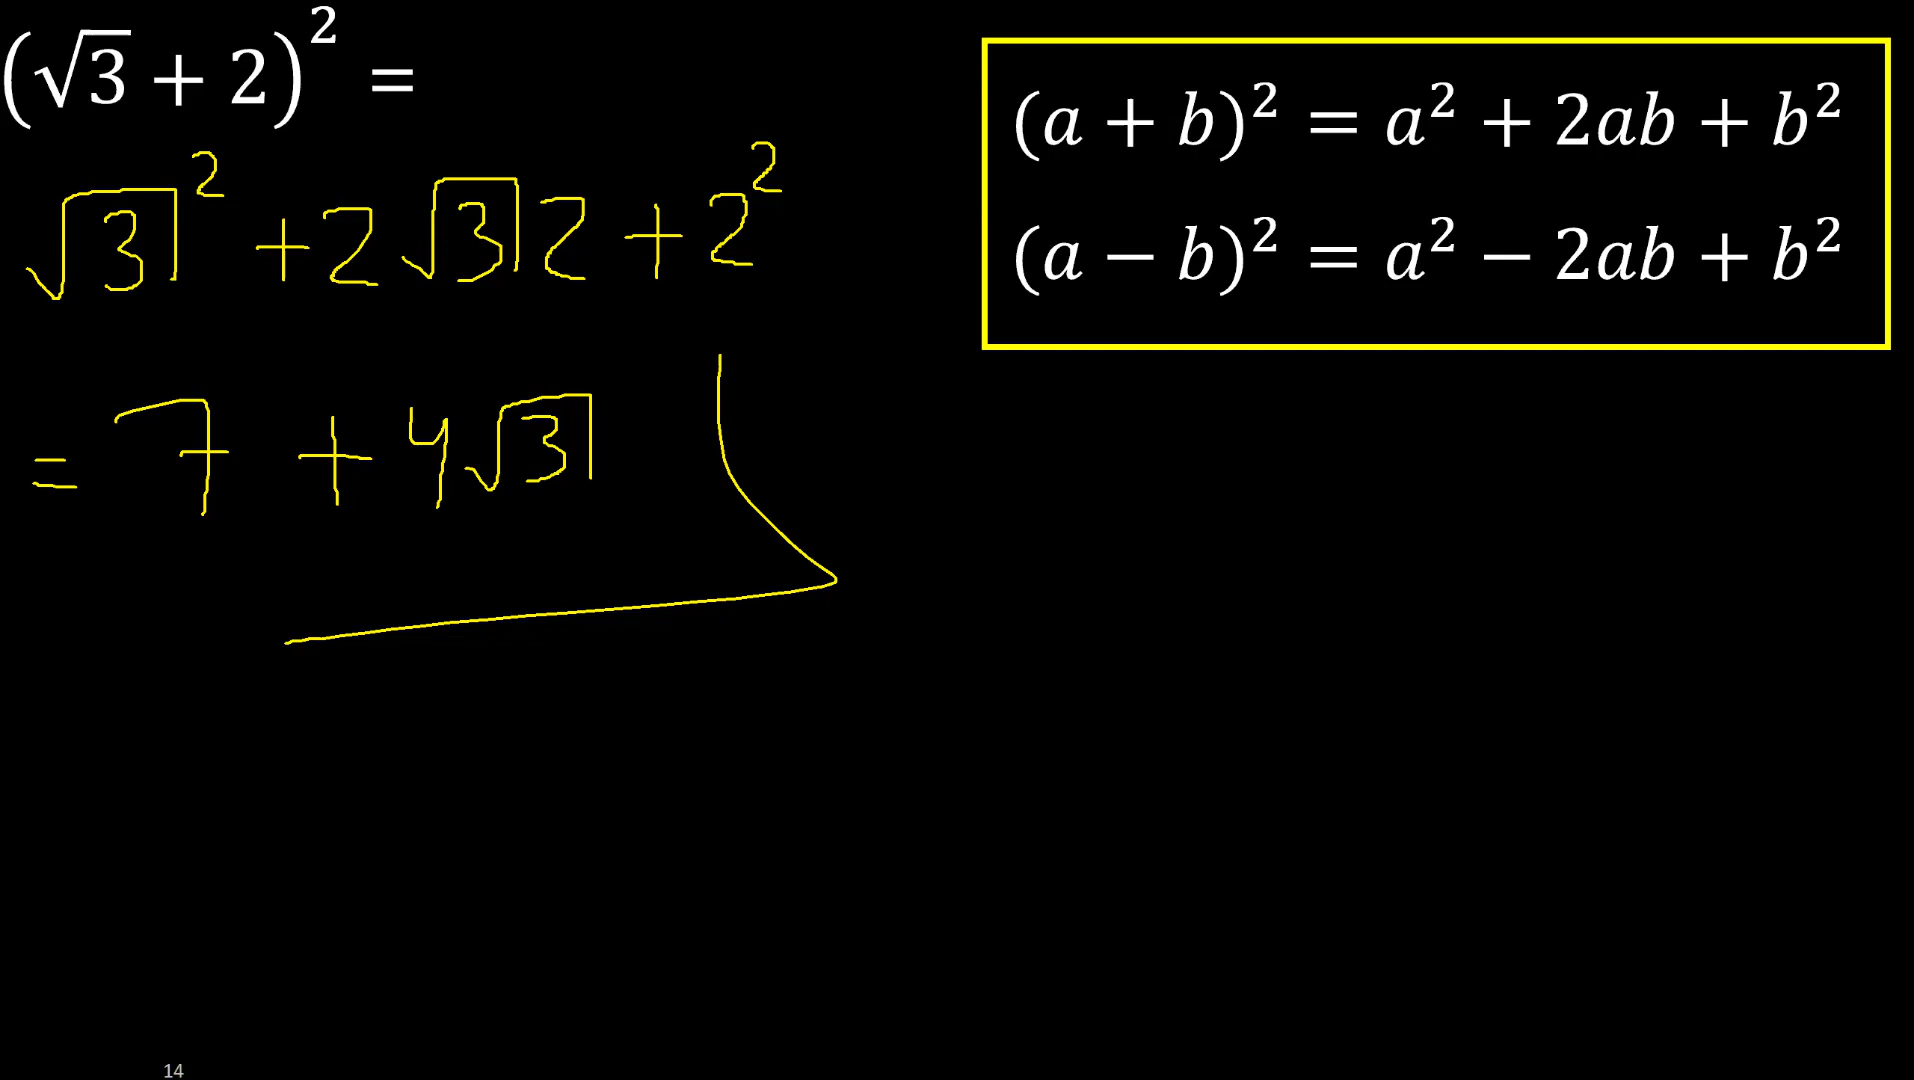 (√3 + 2)² =
√3² + 2√3 2 + 2²
= 7 + 4√3
(a + b)² = a² + 2ab + b²
(a − b)² = a² − 2ab + b²
14